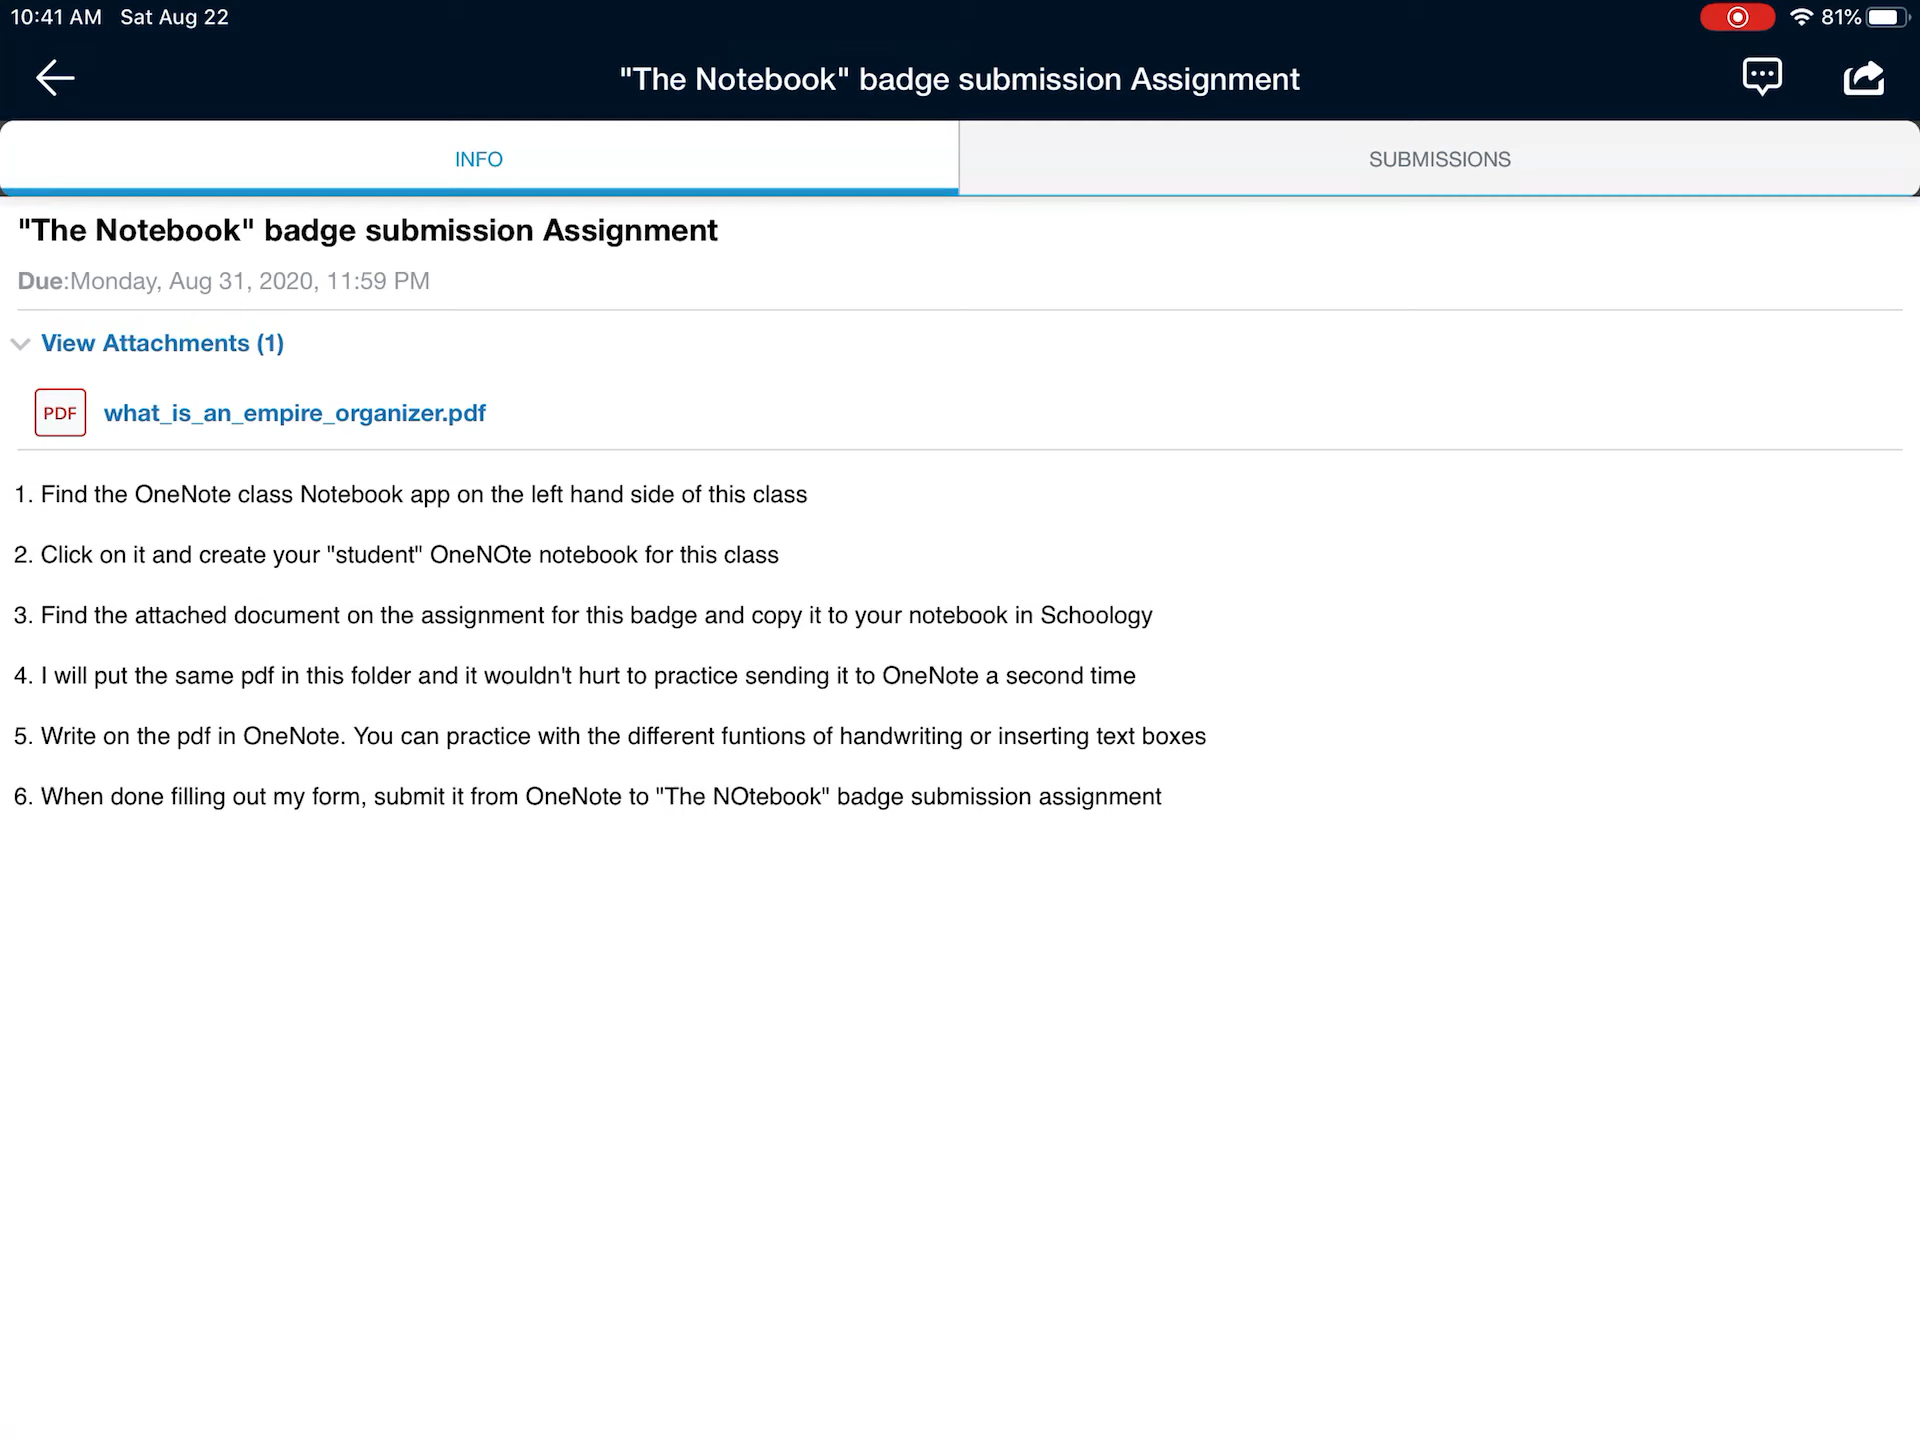 10:41 AM Sat Aug 22
81%
"The Notebook" badge submission Assignment
INFO
SUBMISSIONS
"The Notebook" badge submission Assignment
Due:Monday, Aug 31, 2020, 11:59 PM
View Attachments (1)
PDF what_is_an_empire_organizer.pdf
1. Find the OneNote class Notebook app on the left hand side of this class
2. Click on it and create your "student" OneNOte notebook for this class
3. Find the attached document on the assignment for this badge and copy it to your notebook in Schoology
4. I will put the same pdf in this folder and it wouldn't hurt to practice sending it to OneNote a second time
5. Write on the pdf in OneNote. You can practice with the different funtions of handwriting or inserting text boxes
6. When done filling out my form, submit it from OneNote to "The NOtebook" badge submission assignment